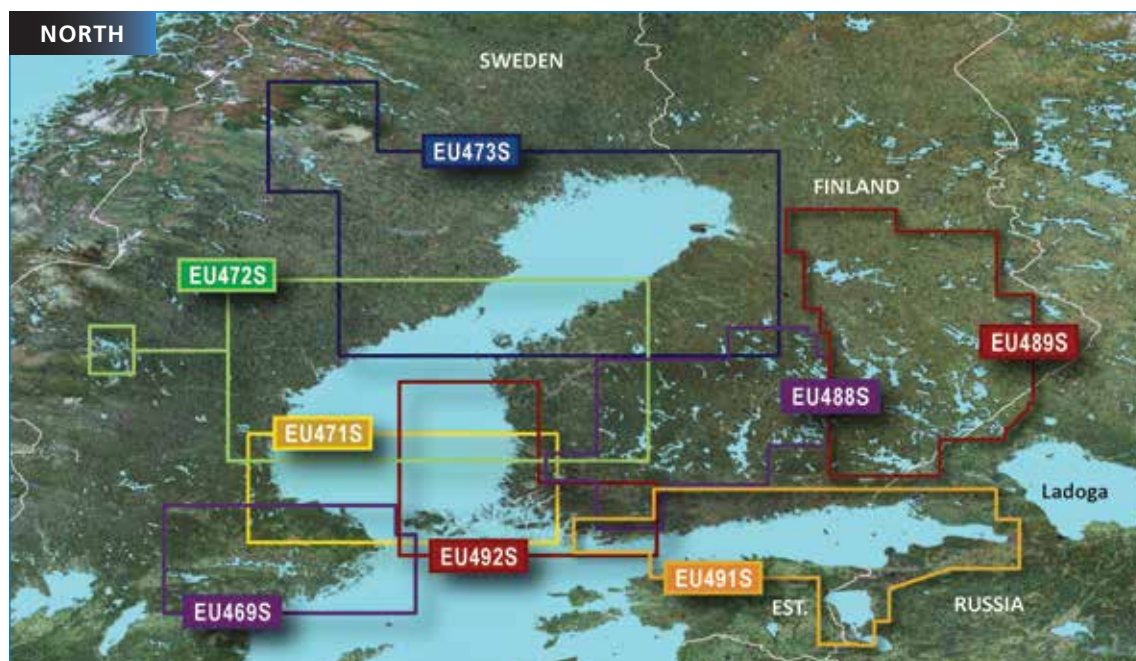 NORTH
SWEDEN
EU473S
FINLAND
EU472S
EU489S
EU488S
EU471S
Ladoga
EU492S
EU491S
EU469S
EST.
RUSSIA